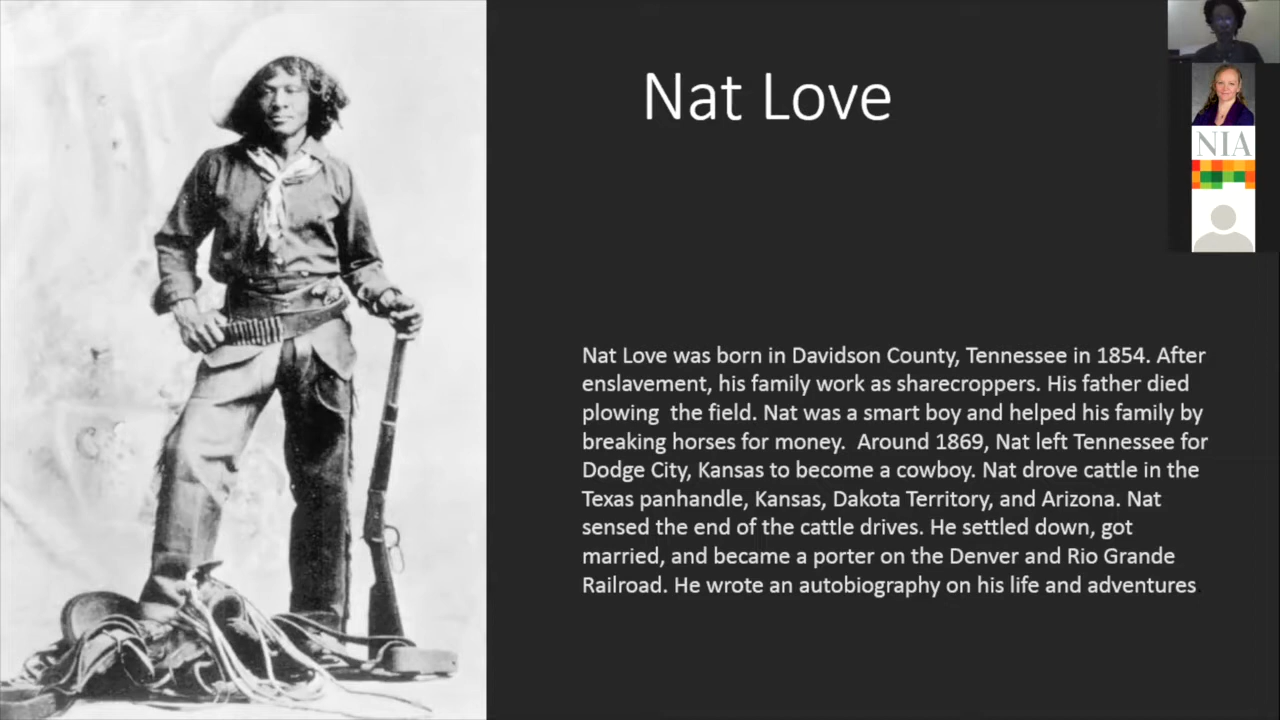 Nat Love
NIA
Nat Love was born in Davidson County, Tennessee in 1854. After
enslavement, his family work as sharecroppers. His father died
plowing  the field. Nat was a smart boy and helped his family by
breaking horses for money.  Around 1869, Nat left Tennessee for
Dodge City, Kansas to become a cowboy. Nat drove cattle in the
Texas panhandle, Kansas, Dakota Territory, and Arizona. Nat
sensed the end of the cattle drives. He settled down, got
married, and became a porter on the Denver and Rio Grande
Railroad. He wrote an autobiography on his life and adventures